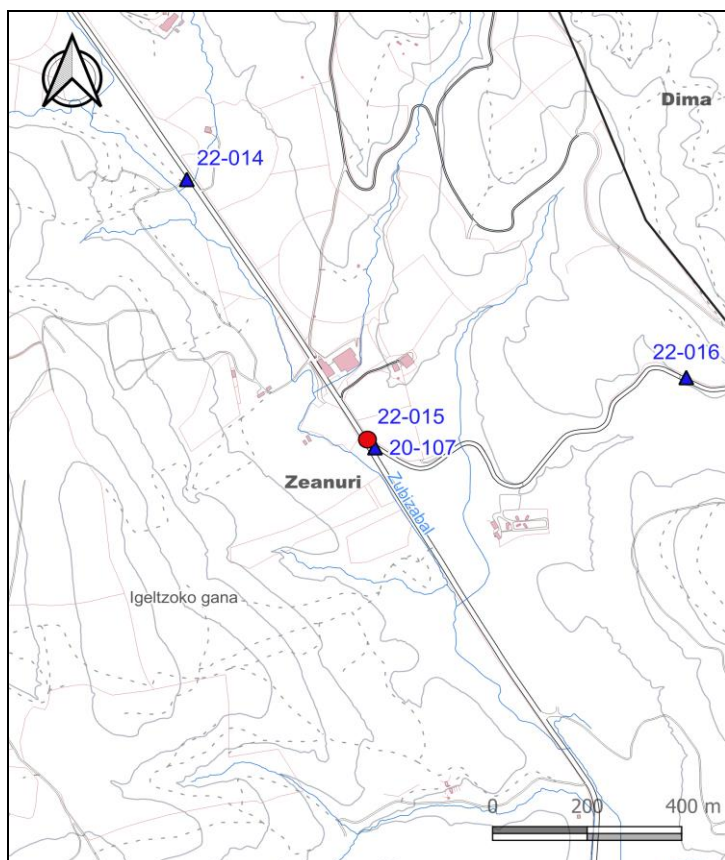 Dima
22-014
22-016
22-015
20-107
Zeanuri
Zubizabal
Igeltzoko gana
0 200 400 m